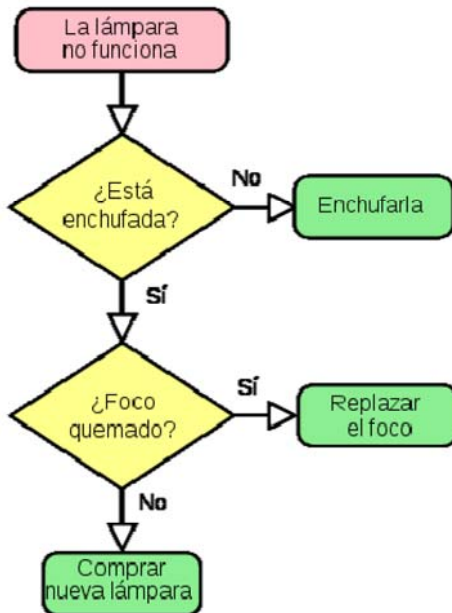 La lámpara
no funciona
¿Está
enchufada?
No
Enchufarla
Sí
¿Foco
quemado?
Sí
Replazar
el foco
No
Comprar
nueva lámpara